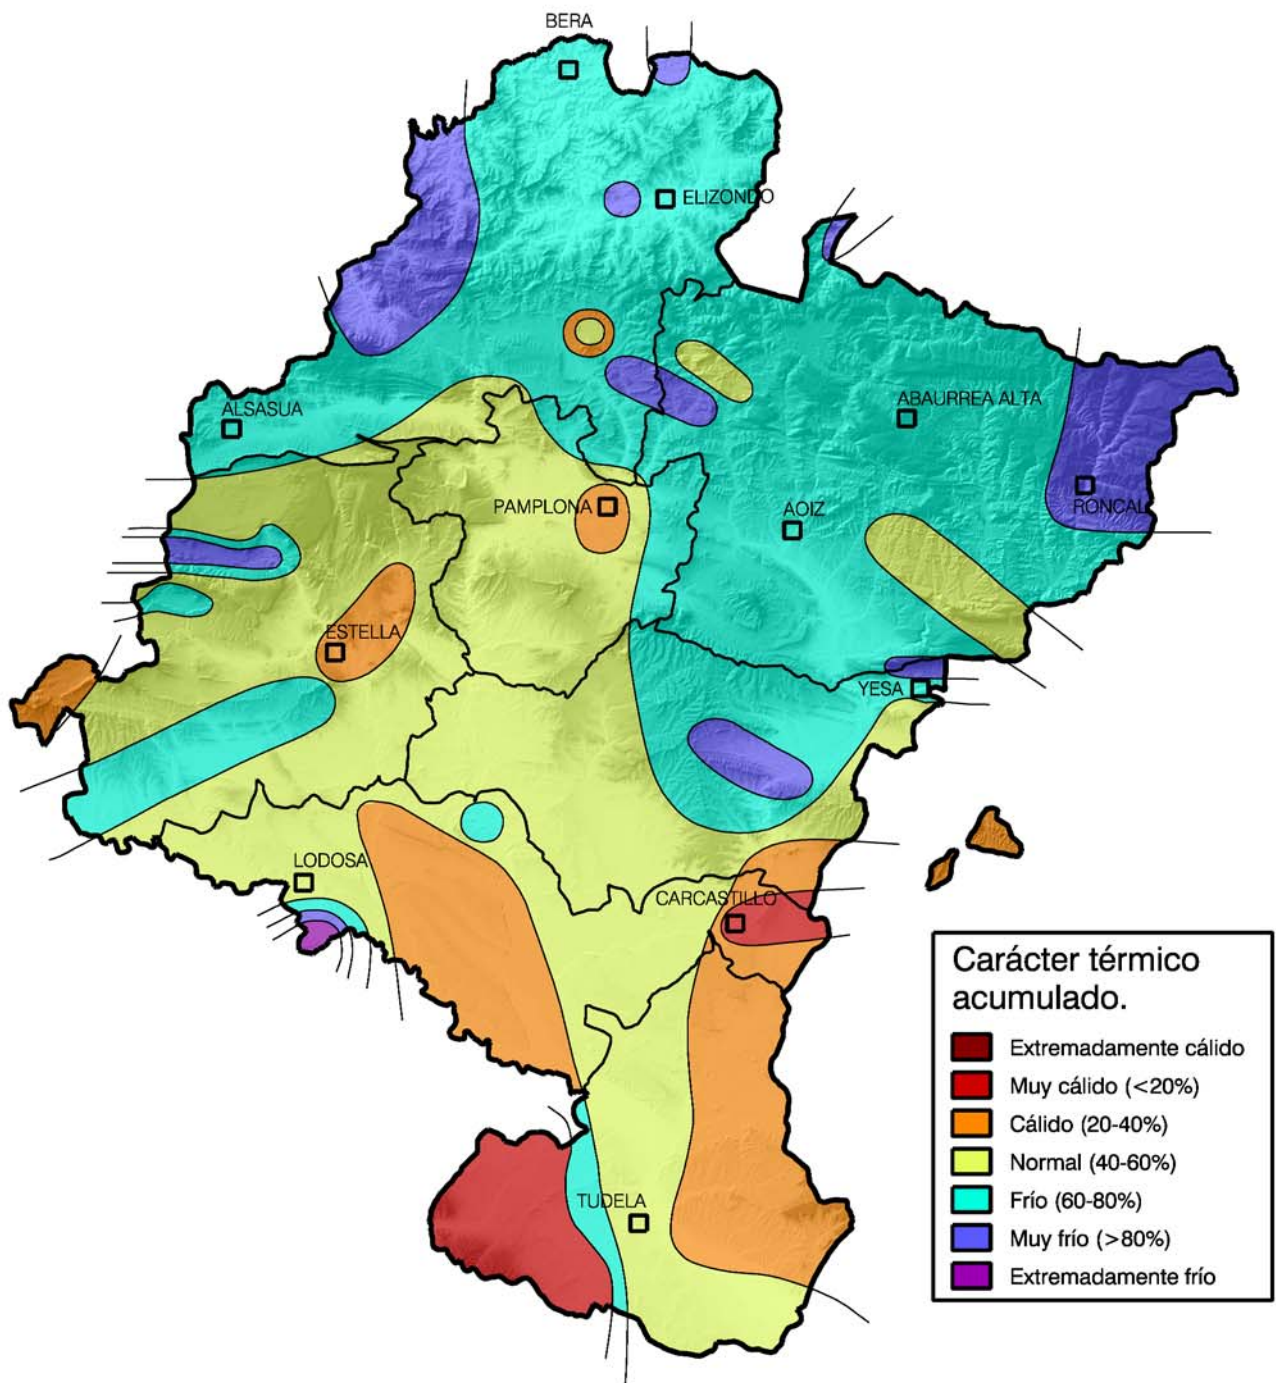 BERA
ELIZONDO
ALSASUA
ABAURREA ALTA
PAMPLONA
AOIZ
RONCAL
ESTELLA
YESA
LODOSA
CARCASTILLO
TUDELA
Carácter térmico
acumulado.
Extremadamente cálido
Muy cálido (<20%)
Cálido (20-40%)
Normal (40-60%)
Frío (60-80%)
Muy frío (>80%)
Extremadamente frío